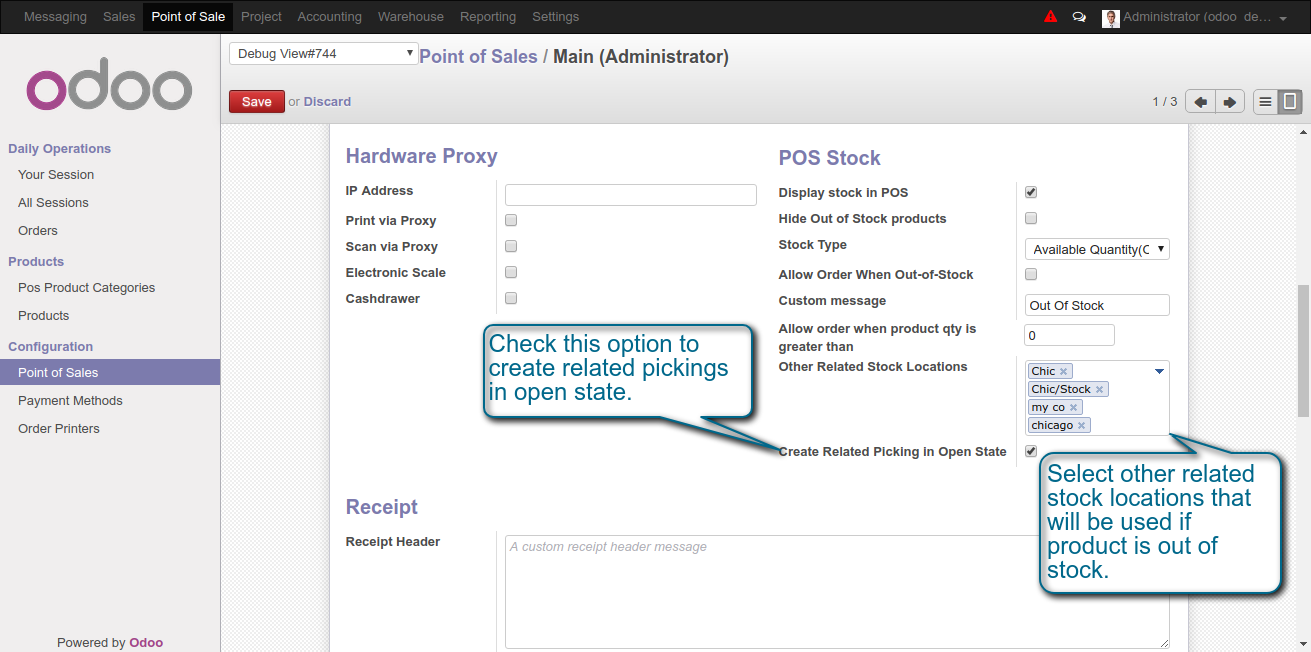 Messaging Sales Point of Sale Project Accounting Warehouse Reporting Settings Administrator (odoo_de...
odoo
Debug View#744
Point of Sales / Main (Administrator)
Save or Discard
1 / 3
Daily Operations
Your Session
All Sessions
Orders
Products
Pos Product Categories
Products
Configuration
Point of Sales
Payment Methods
Order Printers
Powered by Odoo
Hardware Proxy
IP Address
Print via Proxy
Scan via Proxy
Electronic Scale
Cashdrawer
POS Stock
Display stock in POS
Hide Out of Stock products
Stock Type Available Quantity(C
Allow Order When Out-of-Stock
Custom message Out Of Stock
Allow order when product qty is
greater than
0
Other Related Stock Locations
Chic ×
Chic/Stock ×
my co ×
chicago ×
Create Related Picking in Open State
Check this option to
create related pickings
in open state.
Select other related
stock locations that
will be used if
product is out of
stock.
Receipt
Receipt Header
A custom receipt header message